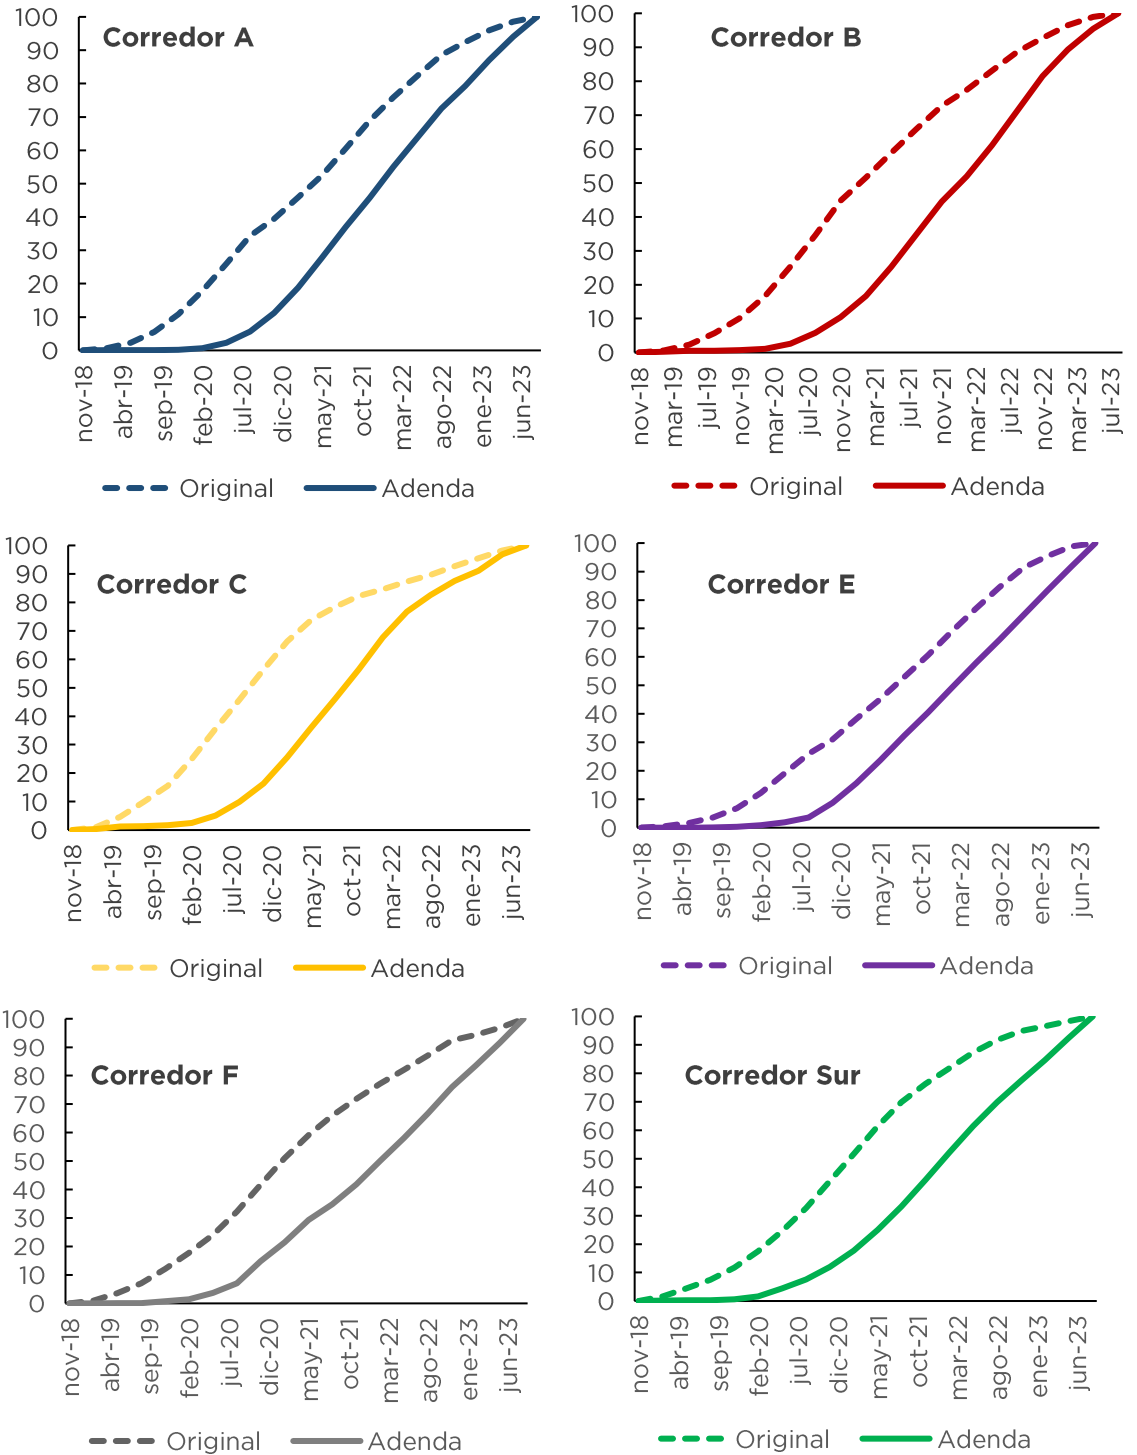 Corredor A
100
90
80
70
60
50
40
30
20
10
0
nov-18
abr-19
sep-19
feb-20
jul-20
dic-20
may-21
oct-21
mar-22
ago-22
ene-23
jun-23
Original Adenda
Corredor B
100
90
80
70
60
50
40
30
20
10
0
nov-18
mar-19
jul-19
nov-19
mar-20
jul-20
nov-20
mar-21
jul-21
nov-21
mar-22
jul-22
nov-22
mar-23
jul-23
Original Adenda
Corredor C
100
90
80
70
60
50
40
30
20
10
0
nov-18
abr-19
sep-19
feb-20
jul-20
dic-20
may-21
oct-21
mar-22
ago-22
ene-23
jun-23
Original Adenda
Corredor E
100
90
80
70
60
50
40
30
20
10
0
nov-18
abr-19
sep-19
feb-20
jul-20
dic-20
may-21
oct-21
mar-22
ago-22
ene-23
jun-23
Original Adenda
Corredor F
100
90
80
70
60
50
40
30
20
10
0
nov-18
abr-19
sep-19
feb-20
jul-20
dic-20
may-21
oct-21
mar-22
ago-22
ene-23
jun-23
Original Adenda
Corredor Sur
100
90
80
70
60
50
40
30
20
10
0
nov-18
abr-19
sep-19
feb-20
jul-20
dic-20
may-21
oct-21
mar-22
ago-22
ene-23
jun-23
Original Adenda